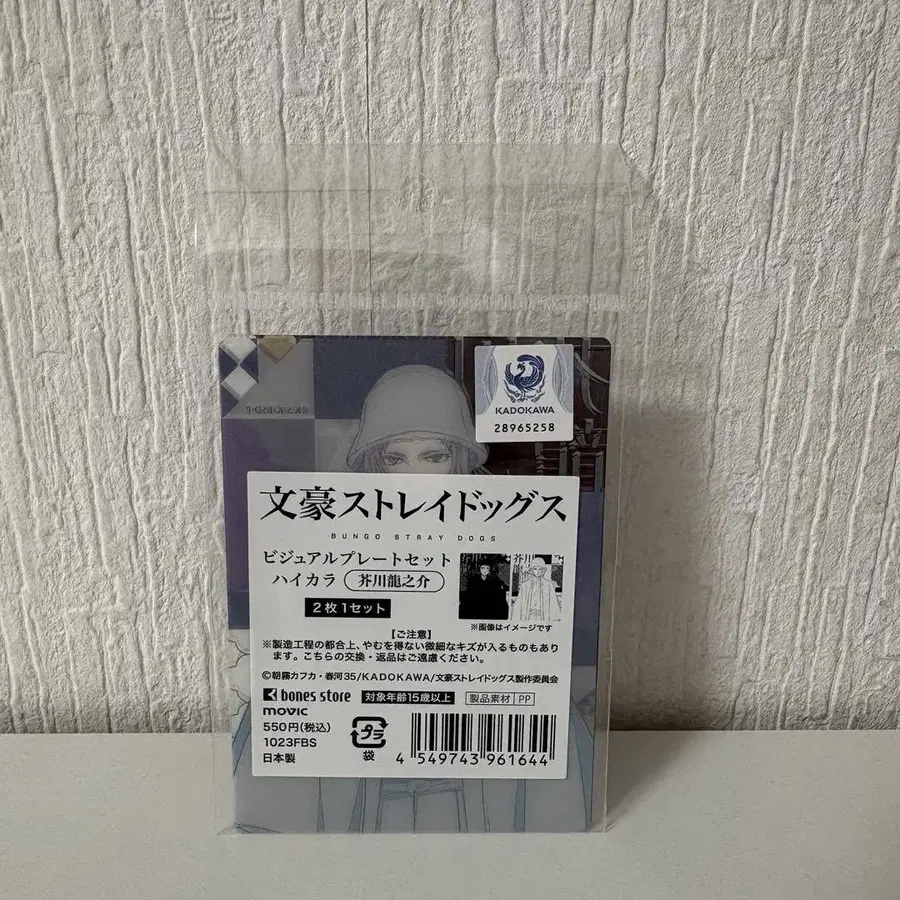 KADOKAWA
28965258
文豪ストレイドッグス
BUNGO STRAY DOGS
ビジュアルプレートセット
ハイカラ 芥川龍之介
2枚1セット
※画像はイメージです
【ご注意】
※製造工程の都合上、やむを得ない微細なキズが入るものもあり
ます。こちらの交換・返品はご遠慮ください。
©朝霧カフカ・春河35/KADOKAWA/文豪ストレイドッグス製作委員会
bones store 対象年齢15歳以上 製品素材 PP
movic
550円(税込)
1023FBS
日本製
プラ
袋
4 549743 961644